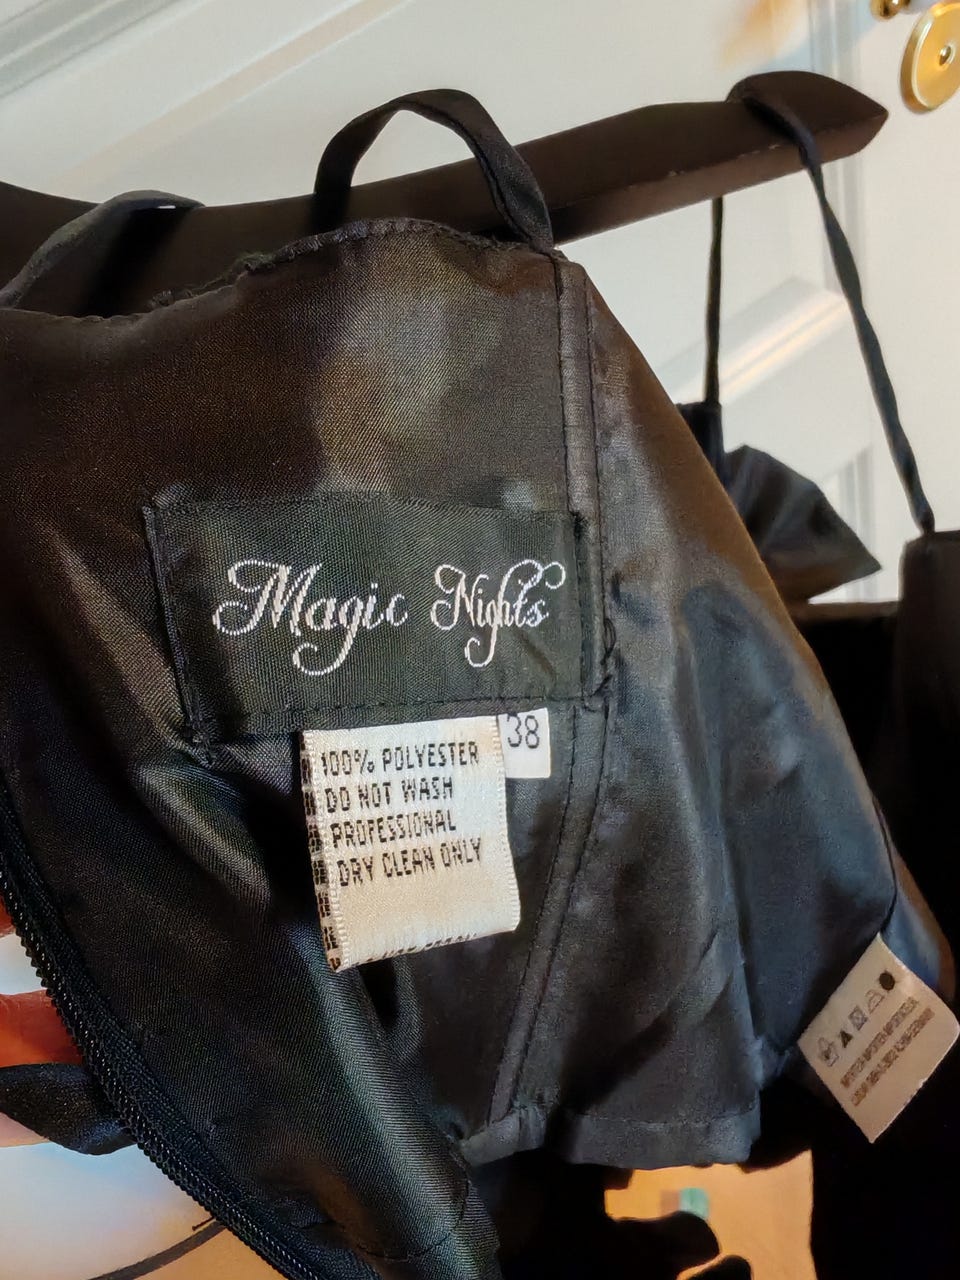 Magic Nights
38
100% POLYESTER
DO NOT WASH
PROFESSIONAL
DRY CLEAN ONLY